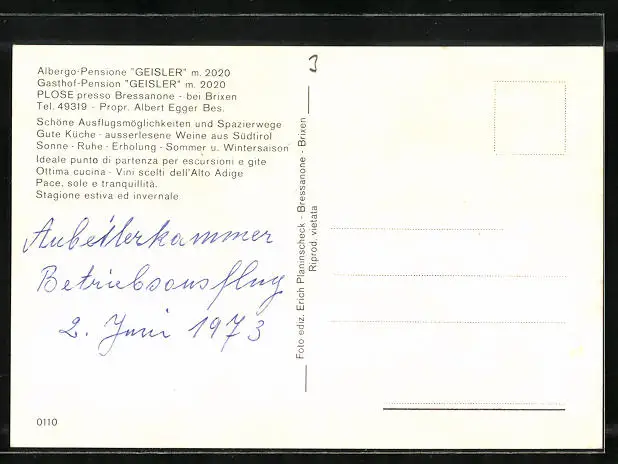 Albergo-Pensione "GEISLER" m. 2020
Gasthof-Pension "GEISLER" m. 2020
PLOSE presso Bressanone - bei Brixen
Tel. 49319 - Propr. Albert Egger Bes.
Schöne Ausflugsmöglichkeiten und Spazierwege
Gute Küche - ausserlesene Weine aus Südtirol
Sonne - Ruhe - Erholung - Sommer u. Wintersaison
Ideale punto di partenza per escursioni e gite
Ottima cucina - Vini scelti dell'Alto Adige
Pace, sole e tranquillità.
Stagione estiva ed invernale
Arbeiterkammer
Betriebsausflug
2. Juni 1973
0110
3
Foto ediz. Erich Planinscheck - Bressanone - Brixen
Riprod. vietata